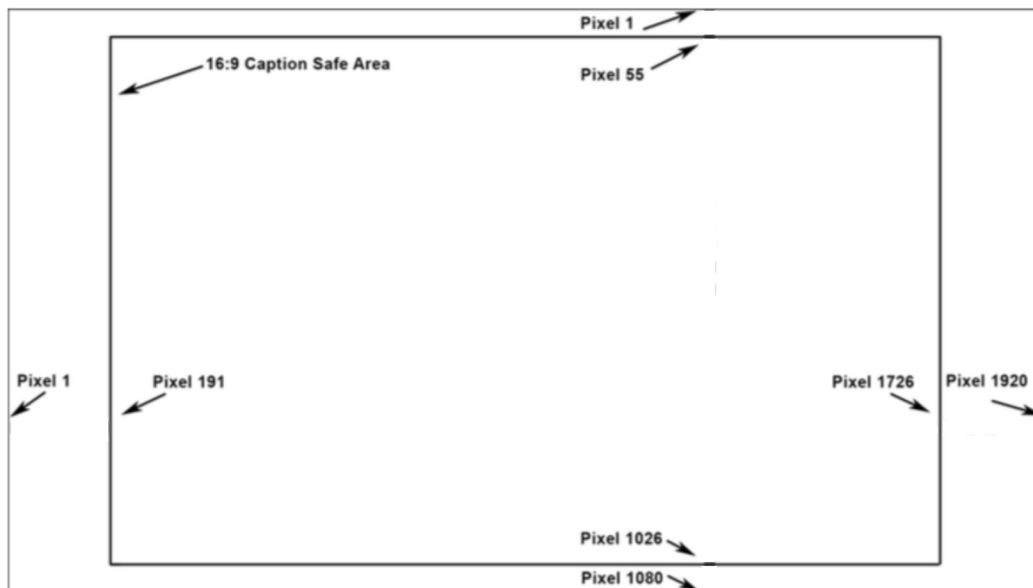 Pixel 1
16:9 Caption Safe Area
Pixel 55
Pixel 1
Pixel 191
Pixel 1726
Pixel 1920
Pixel 1026
Pixel 1080